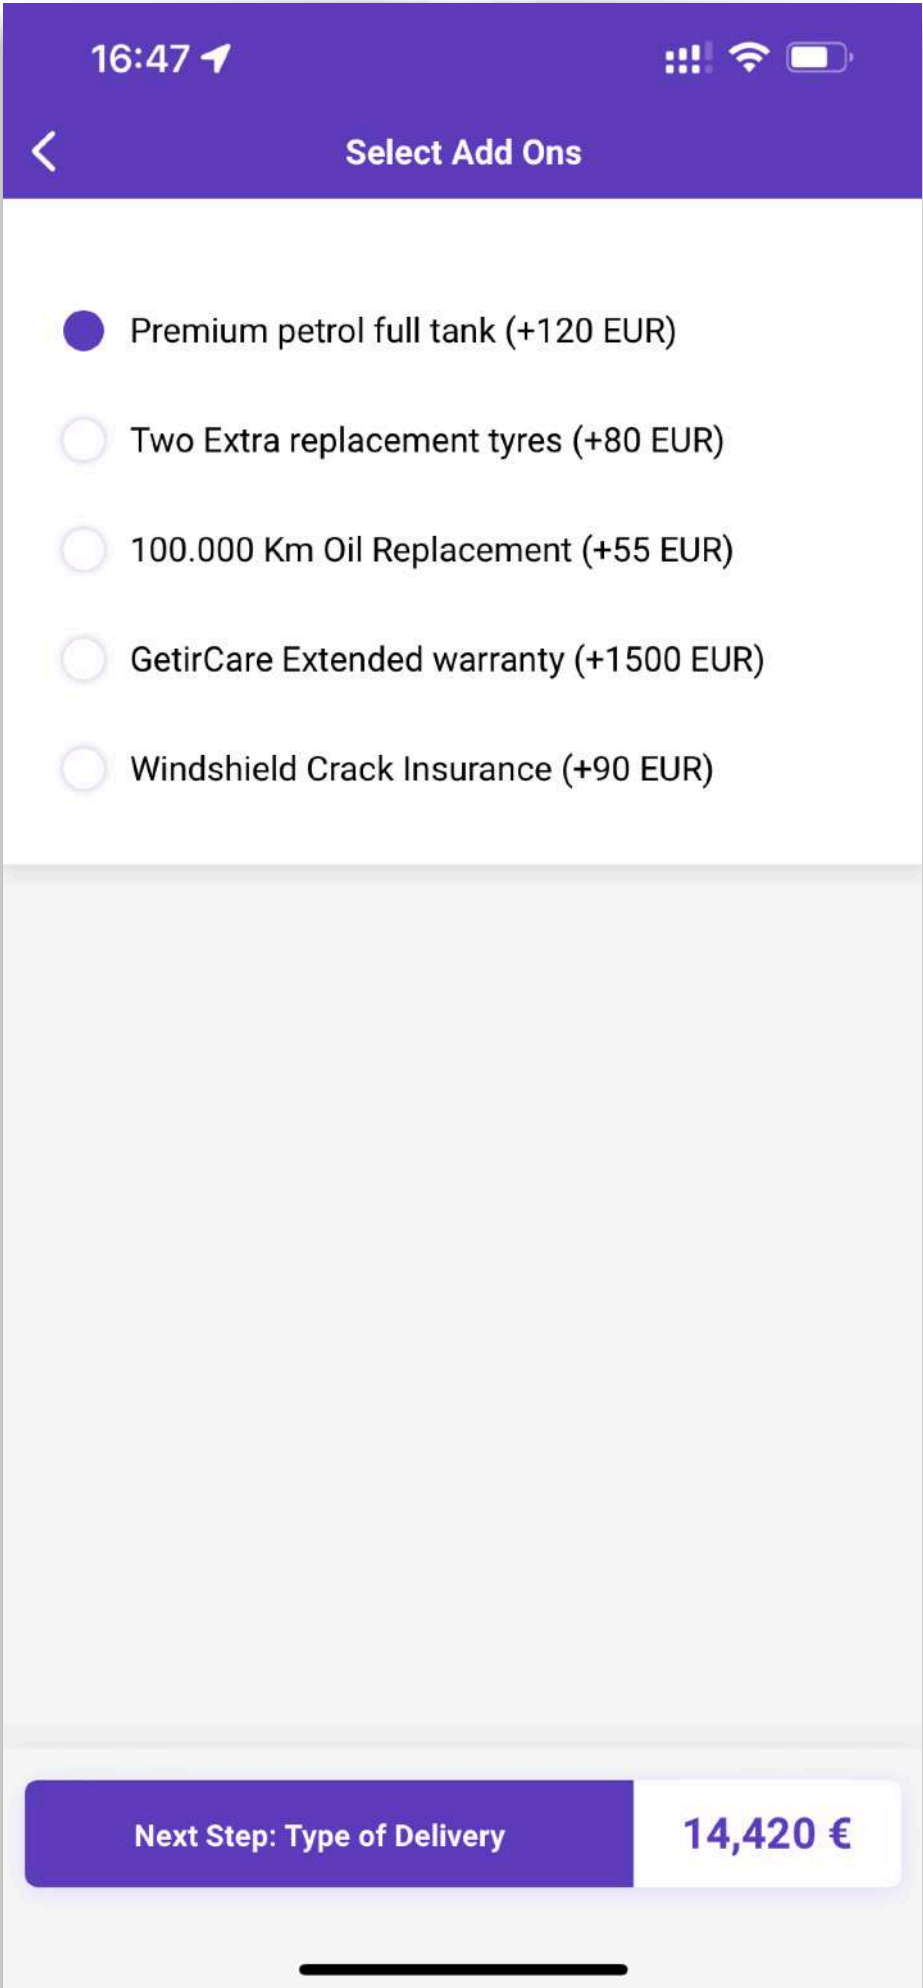 16:47
Select Add Ons
Premium petrol full tank (+120 EUR)
Two Extra replacement tyres (+80 EUR)
100.000 Km Oil Replacement (+55 EUR)
GetirCare Extended warranty (+1500 EUR)
Windshield Crack Insurance (+90 EUR)
Next Step: Type of Delivery
14,420 €